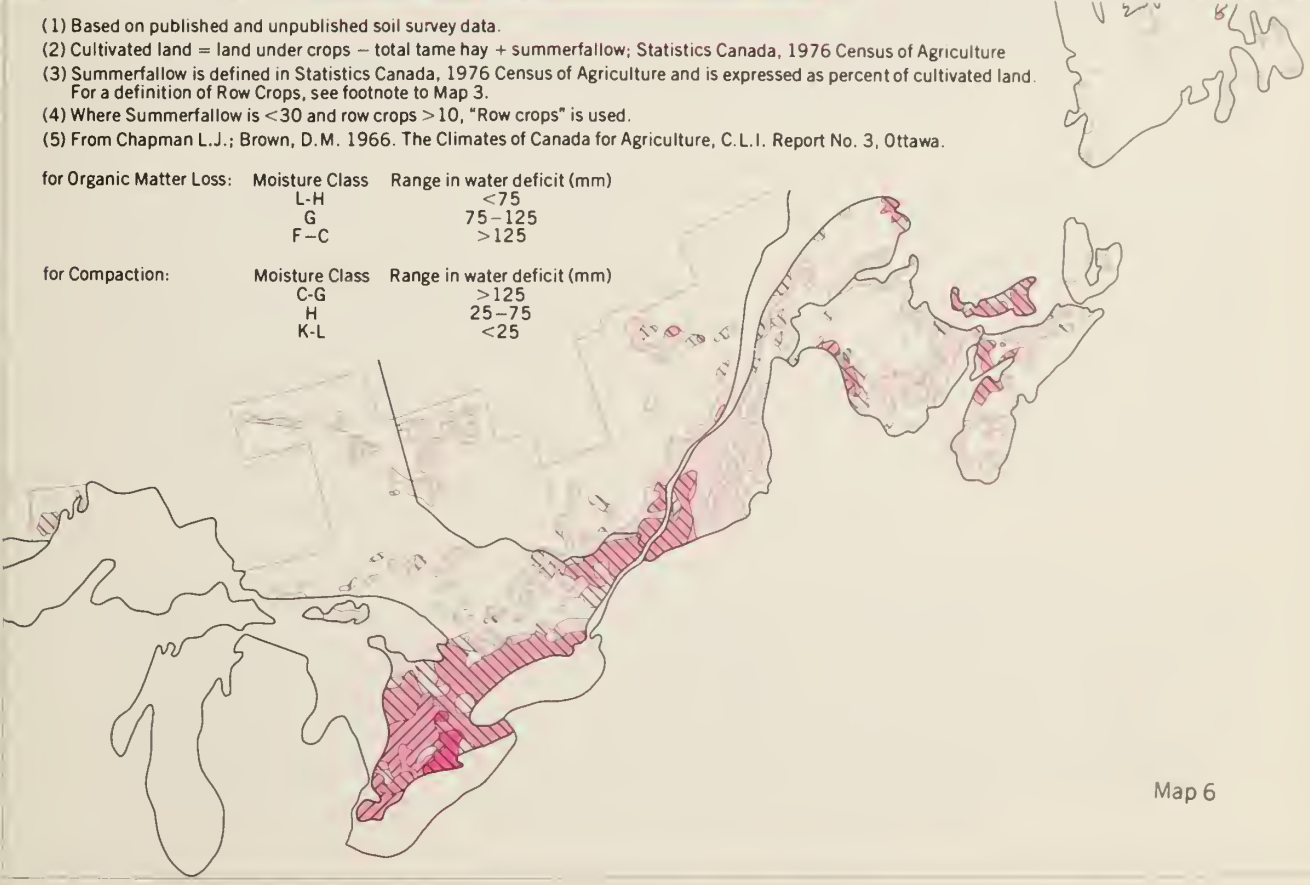 (1) Based on published and unpublished soil survey data.
(2) Cultivated land = land under crops − total tame hay + summerfallow; Statistics Canada, 1976 Census of Agriculture
(3) Summerfallow is defined in Statistics Canada, 1976 Census of Agriculture and is expressed as percent of cultivated land.
For a definition of Row Crops, see footnote to Map 3.
(4) Where Summerfallow is <30 and row crops >10, "Row crops" is used.
(5) From Chapman L.J.; Brown, D.M. 1966. The Climates of Canada for Agriculture, C.L.I. Report No. 3, Ottawa.
for Organic Matter Loss: Moisture Class Range in water deficit (mm)
L-H <75
G 75–125
F–C >125
for Compaction: Moisture Class Range in water deficit (mm)
C-G >125
H 25–75
K-L <25
Map 6